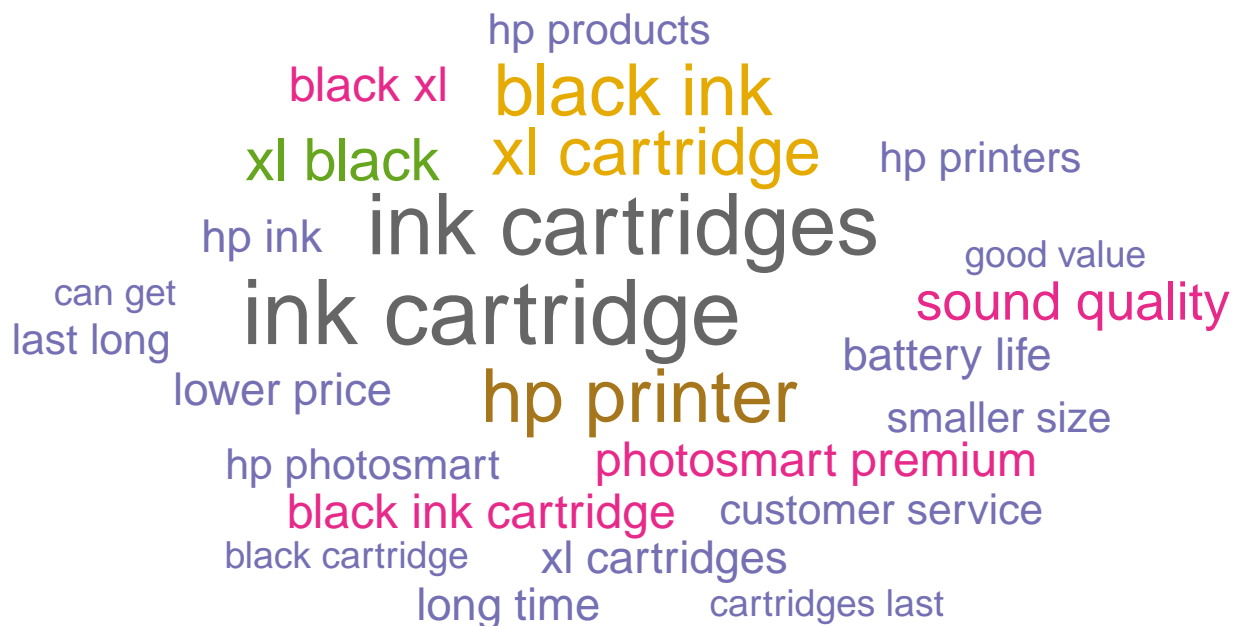 hp products
black xl
black ink
xl black
xl cartridge
hp printers
hp ink
ink cartridges
good value
can get
ink cartridge
sound quality
last long
battery life
lower price
hp printer
smaller size
hp photosmart
photosmart premium
black ink cartridge
customer service
black cartridge
xl cartridges
long time
cartridges last